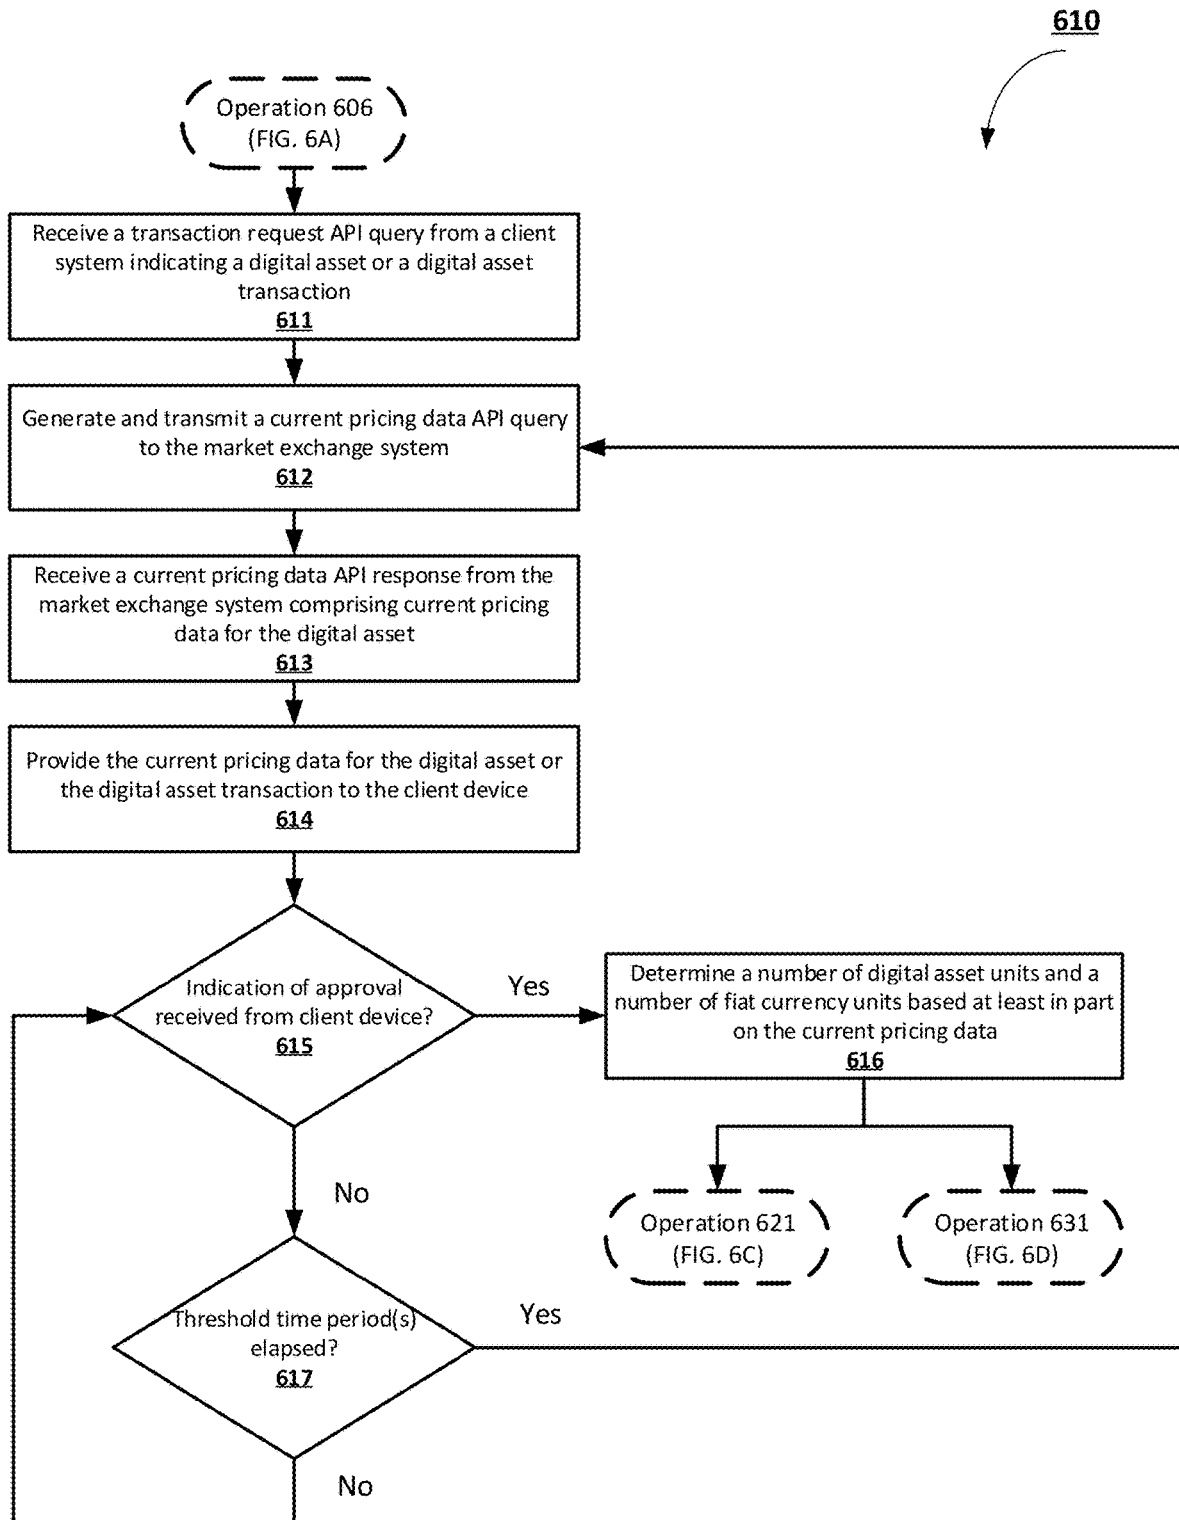 610
Operation 606
(FIG. 6A)
Receive a transaction request API query from a client
system indicating a digital asset or a digital asset
transaction
611
Generate and transmit a current pricing data API query
to the market exchange system
612
Receive a current pricing data API response from the
market exchange system comprising current pricing
data for the digital asset
613
Provide the current pricing data for the digital asset or
the digital asset transaction to the client device
614
Indication of approval
received from client device?
615
Yes
Determine a number of digital asset units and a
number of fiat currency units based at least in part
on the current pricing data
616
No
Operation 621
(FIG. 6C)
Operation 631
(FIG. 6D)
Threshold time period(s)
elapsed?
617
Yes
No